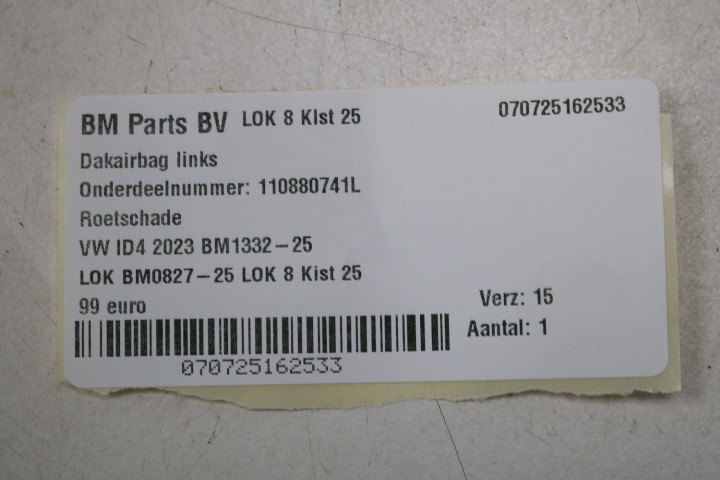 BM Parts BV LOK 8 KIst 25 070725162533
Dakairbag links
Onderdeelnummer: 110880741L
Roetschade
VW ID4 2023 BM1332-25
LOK BM0827-25 LOK 8 Kist 25
99 euro Verz: 15
Aantal: 1
070725162533